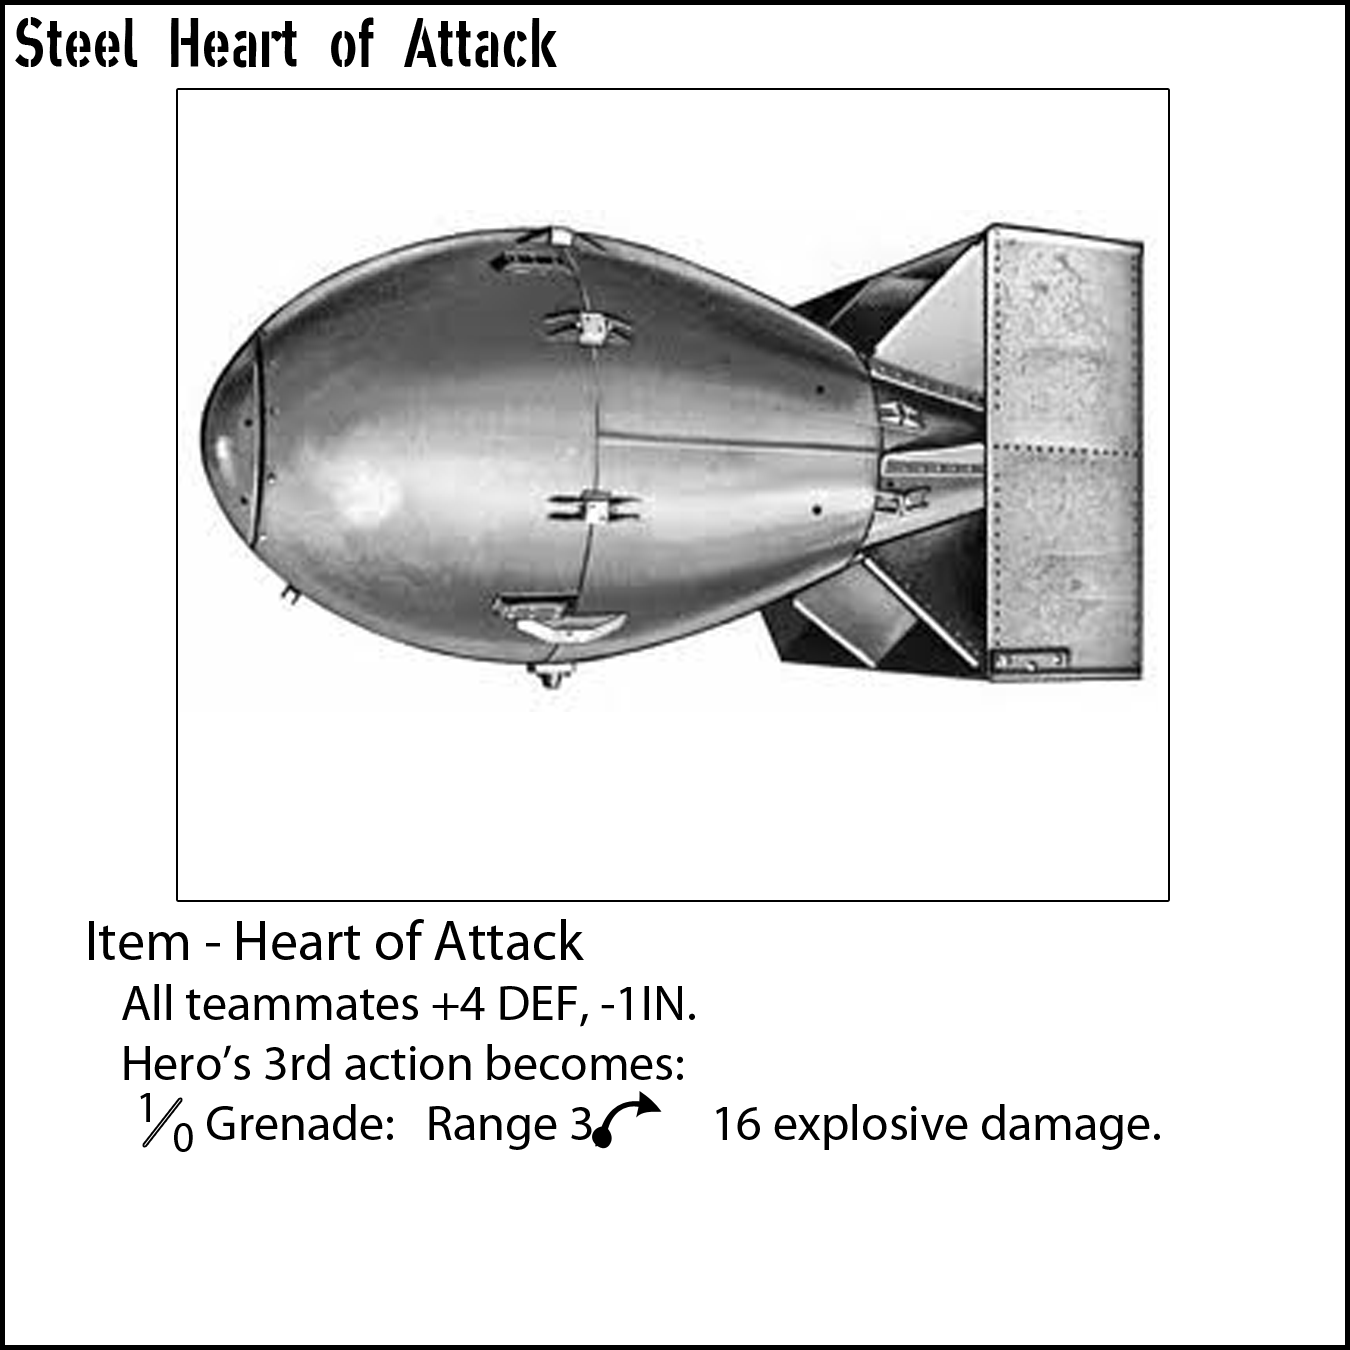 Steel Heart of Attack
Item - Heart of Attack
All teammates +4 DEF, -1IN.
Hero’s 3rd action becomes:
1/0 Grenade: Range 3 16 explosive damage.